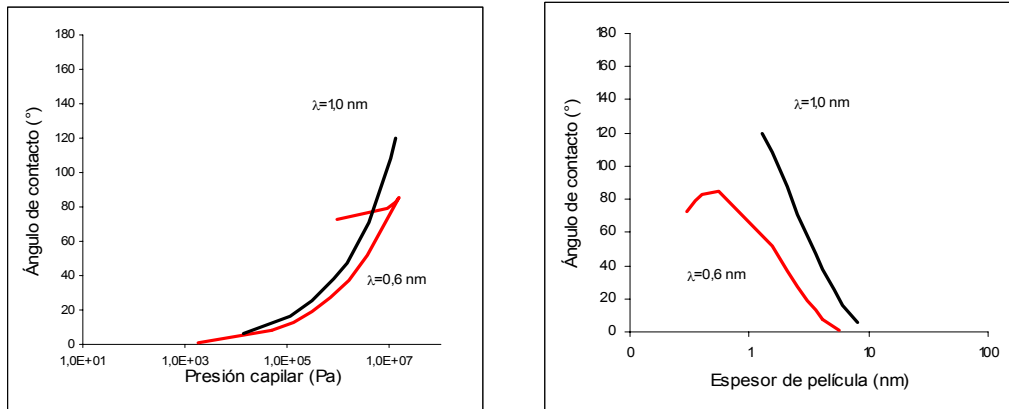 180
160
140
120
100
80
60
40
20
0
Ángulo de contacto (°)
λ=1,0 nm
λ=0,6 nm
1,0E+01 1,0E+03 1,0E+05 1,0E+07
Presión capilar (Pa)
180
160
140
120
100
80
60
40
20
0
Ángulo de contacto (°)
λ=1,0 nm
λ=0,6 nm
0 1 10 100
Espesor de película (nm)